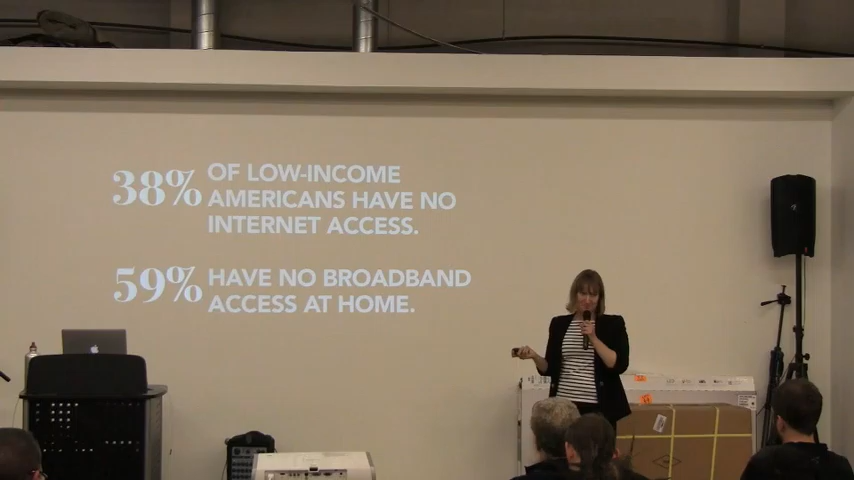 38% OF LOW-INCOME
AMERICANS HAVE NO
INTERNET ACCESS.
59% HAVE NO BROADBAND
ACCESS AT HOME.